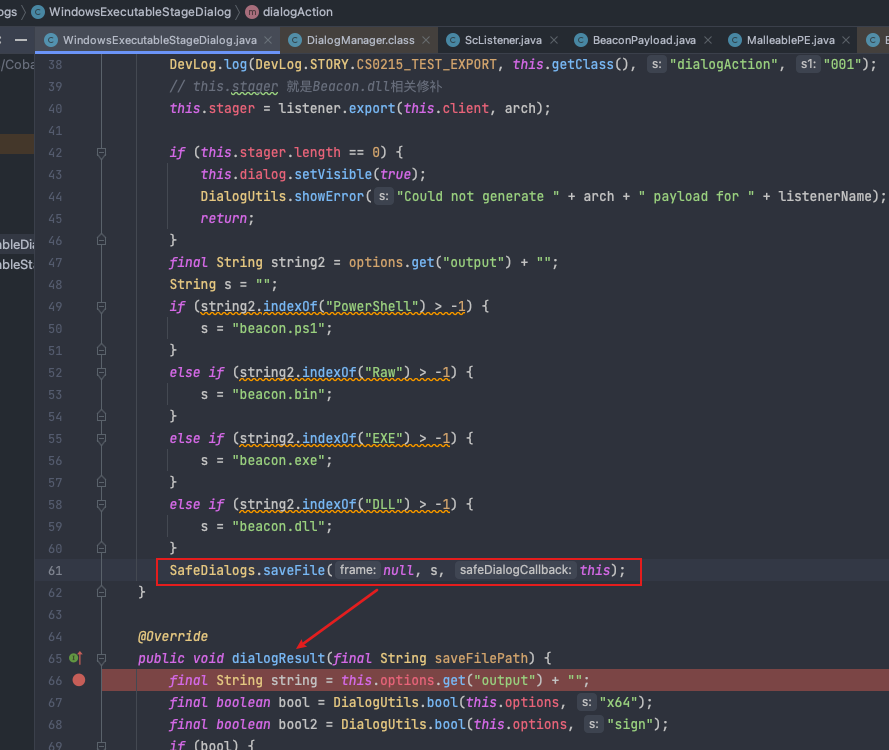 ogs WindowsExecutableStageDialog dialogAction
WindowsExecutableStageDialog.java DialogManager.class ScListener.java BeaconPayload.java MalleablePE.java
/Coba
ableDia
ableSta
38 DevLog.log(DevLog.STORY.CS0215_TEST_EXPORT, this.getClass(), s: "dialogAction", s1: "001");
39 // this.stager 就是Beacon.dll相关修补
40 this.stager = listener.export(this.client, arch);
41
42 if (this.stager.length == 0) {
43 this.dialog.setVisible(true);
44 DialogUtils.showError( s: "Could not generate " + arch + " payload for " + listenerName);
45 return;
46 }
47 final String string2 = options.get("output") + "";
48 String s = "";
49 if (string2.indexOf("PowerShell") > -1) {
50 s = "beacon.ps1";
51 }
52 else if (string2.indexOf("Raw") > -1) {
53 s = "beacon.bin";
54 }
55 else if (string2.indexOf("EXE") > -1) {
56 s = "beacon.exe";
57 }
58 else if (string2.indexOf("DLL") > -1) {
59 s = "beacon.dll";
60 }
61 SafeDialogs.saveFile( frame: null, s, safeDialogCallback: this);
62 }
63
64 @Override
65 public void dialogResult(final String saveFilePath) {
66 final String string = this.options.get("output") + "";
67 final boolean bool = DialogUtils.bool(this.options, s: "x64");
68 final boolean bool2 = DialogUtils.bool(this.options, s: "sign");
69 if (bool) {